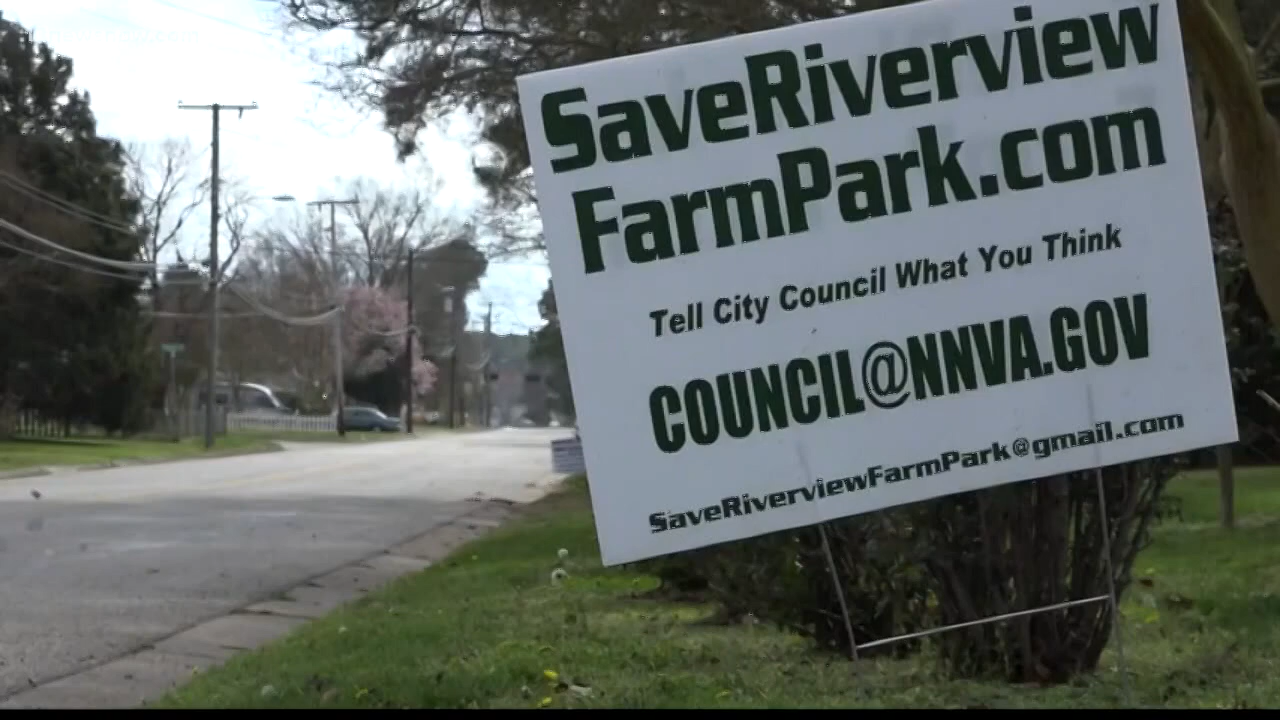 SaveRiverview
FarmPark.com
Tell City Council What You Think
COUNCIL@NNVA.GOV
SaveRiverviewFarmPark@gmail.com